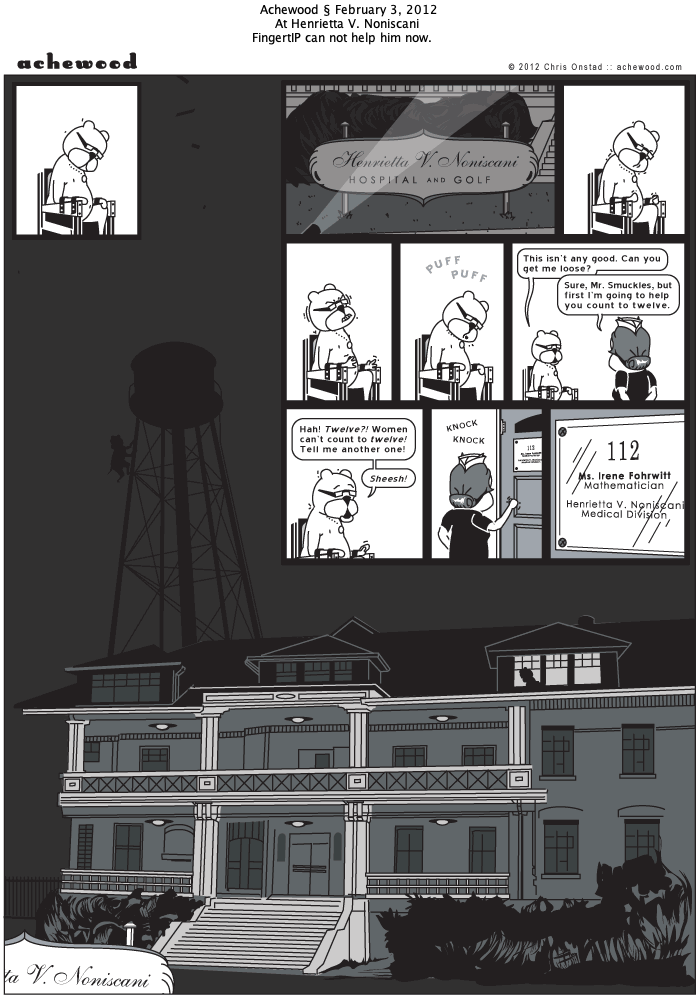 Achewood § February 3, 2012
At Henrietta V. Noniscani
FingertIP can not help him now.
achewood
© 2012 Chris Onstad :: achewood.com
Henrietta V. Noniscani
HOSPITAL AND GOLF
PUFF
PUFF
This isn't any good. Can you
get me loose?
Sure, Mr. Smuckles, but
first I'm going to help
you count to twelve.
Hah! Twelve?! Women
can't count to twelve!
Tell me another one!
Sheesh!
KNOCK
KNOCK
112
112
Ms. Irene Fohrwitt
Mathematician
Henrietta V. Noniscani
Medical Division
ta V. Noniscani